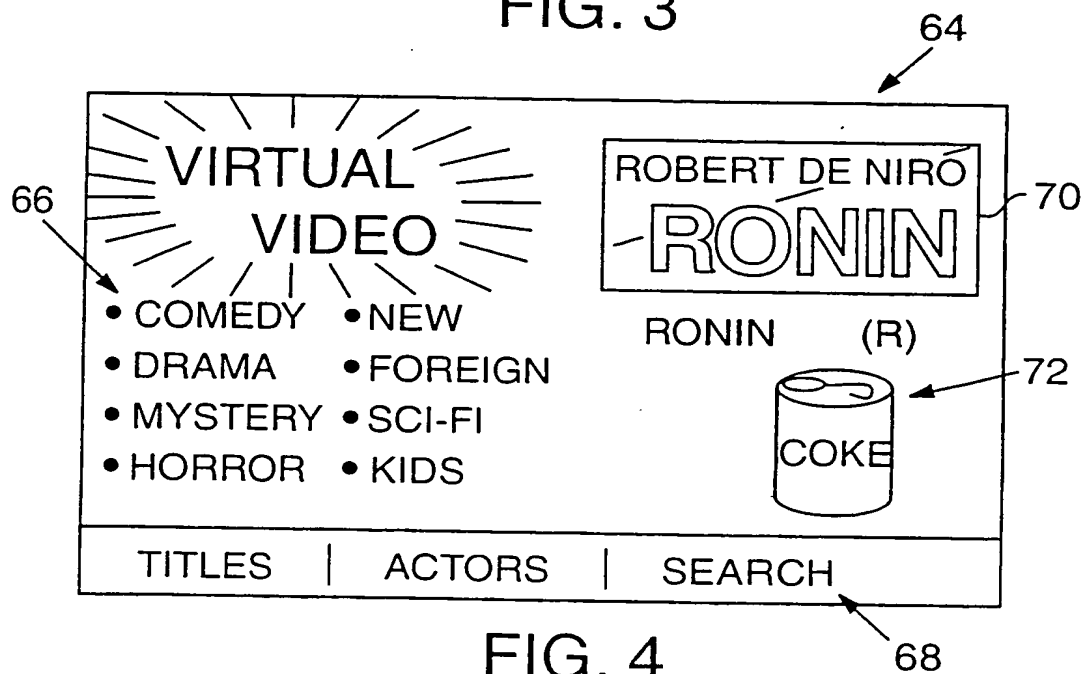 FIG. 3
64
VIRTUAL
VIDEO
66
• COMEDY • NEW
• DRAMA • FOREIGN
• MYSTERY • SCI-FI
• HORROR • KIDS
ROBERT DE NIRO
RONIN
70
RONIN (R)
72
COKE
TITLES | ACTORS | SEARCH
68
FIG. 4